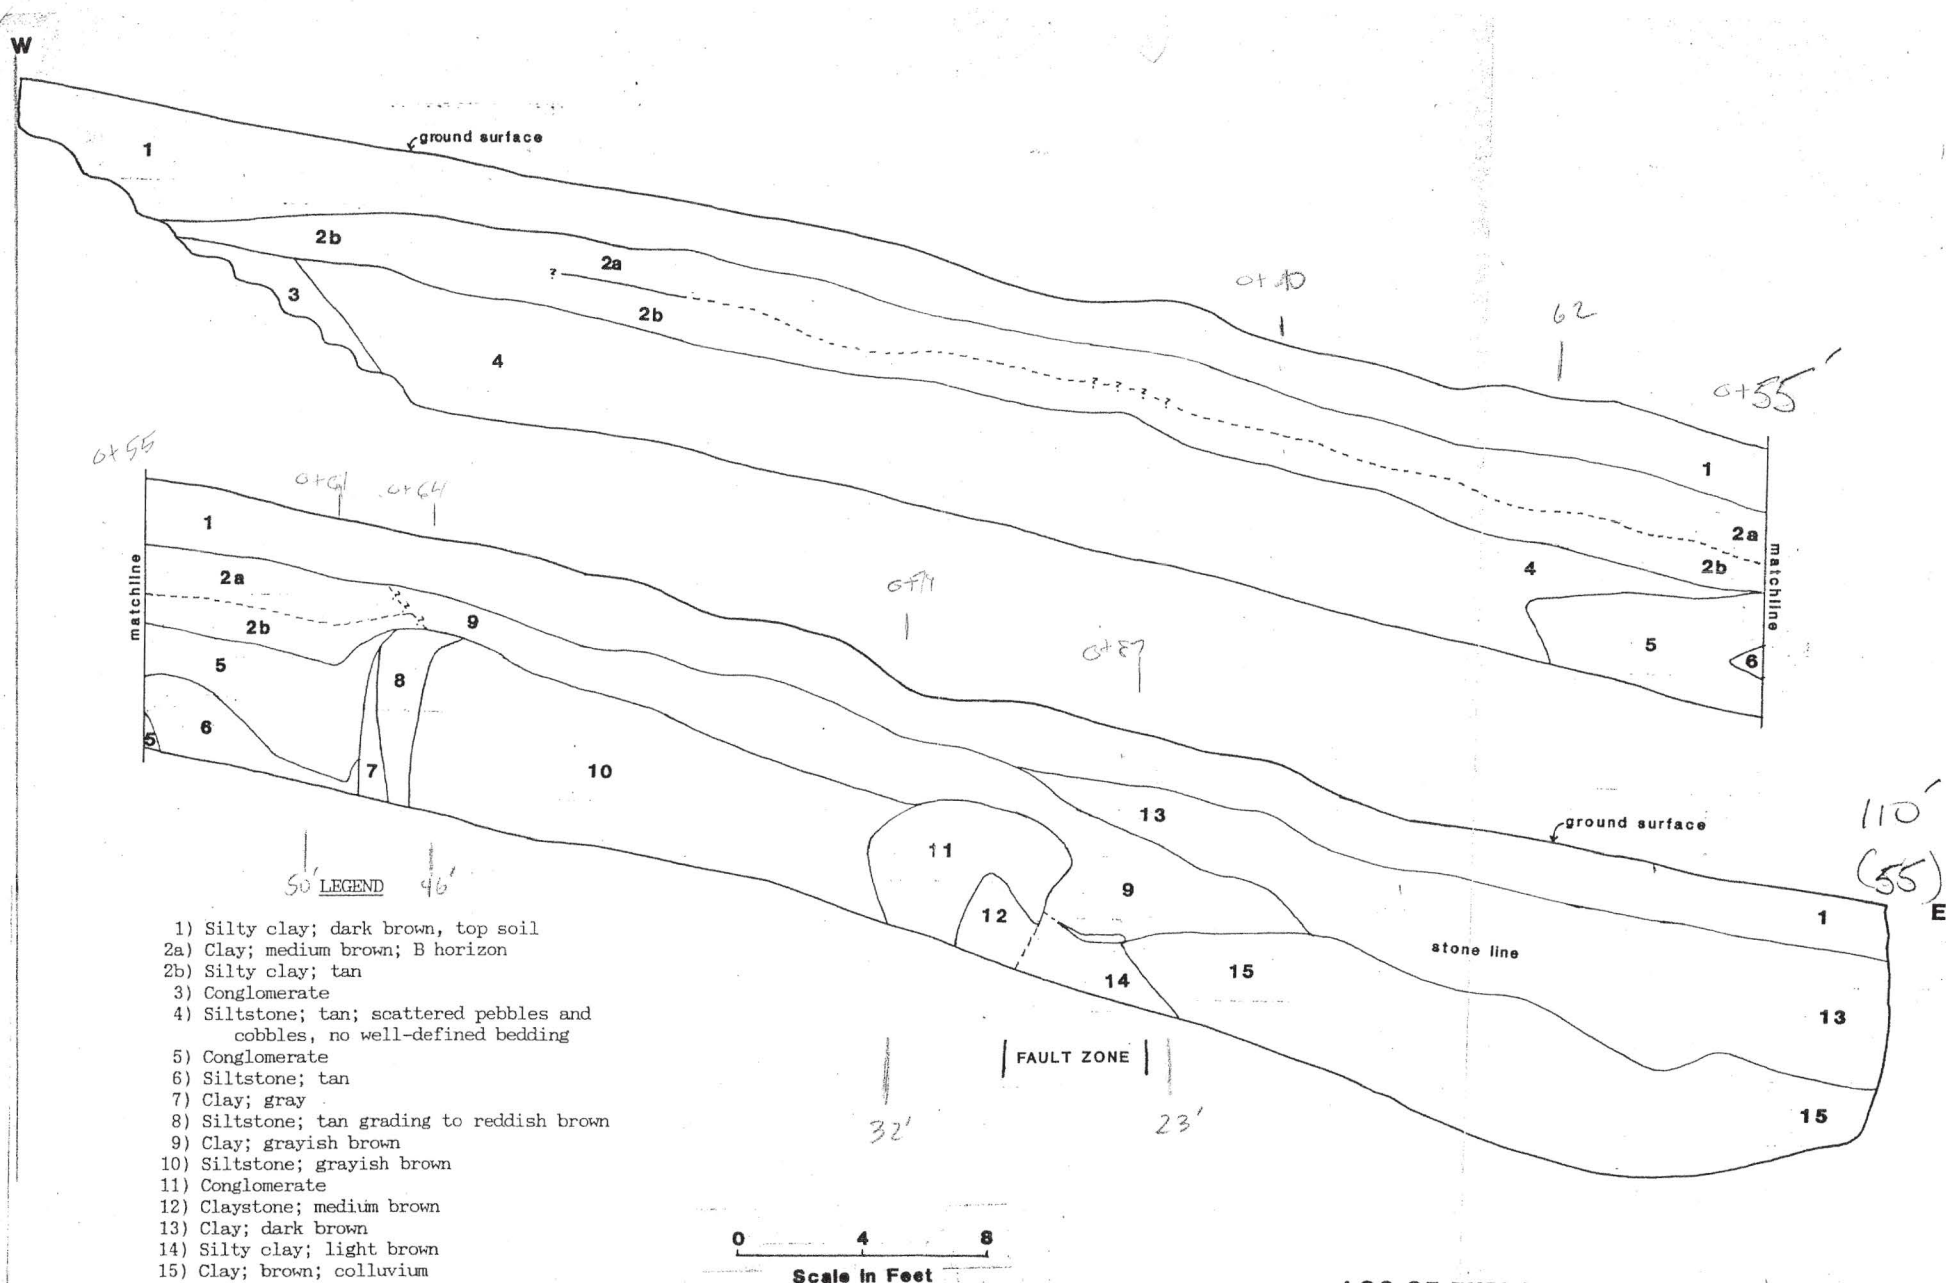 W
ground surface
1
2b
2a
3
2b
4
62
0+55'
0+55
0+61
0+64
1
2a
2b
matchline
4
5
6
matchline
1
2a
2b
9
5
8
6
5
7
10
0+87
13
11
9
12
14
15
ground surface
110'
(55)
E
1
stone line
13
15
50'
46'
FAULT ZONE
32'
23'
LEGEND
1) Silty clay; dark brown, top soil
2a) Clay; medium brown; B horizon
2b) Silty clay; tan
3) Conglomerate
4) Siltstone; tan; scattered pebbles and
cobbles, no well-defined bedding
5) Conglomerate
6) Siltstone; tan
7) Clay; gray
8) Siltstone; tan grading to reddish brown
9) Clay; grayish brown
10) Siltstone; grayish brown
11) Conglomerate
12) Claystone; medium brown
13) Clay; dark brown
14) Silty clay; light brown
15) Clay; brown; colluvium
0 4 8
Scale in Feet